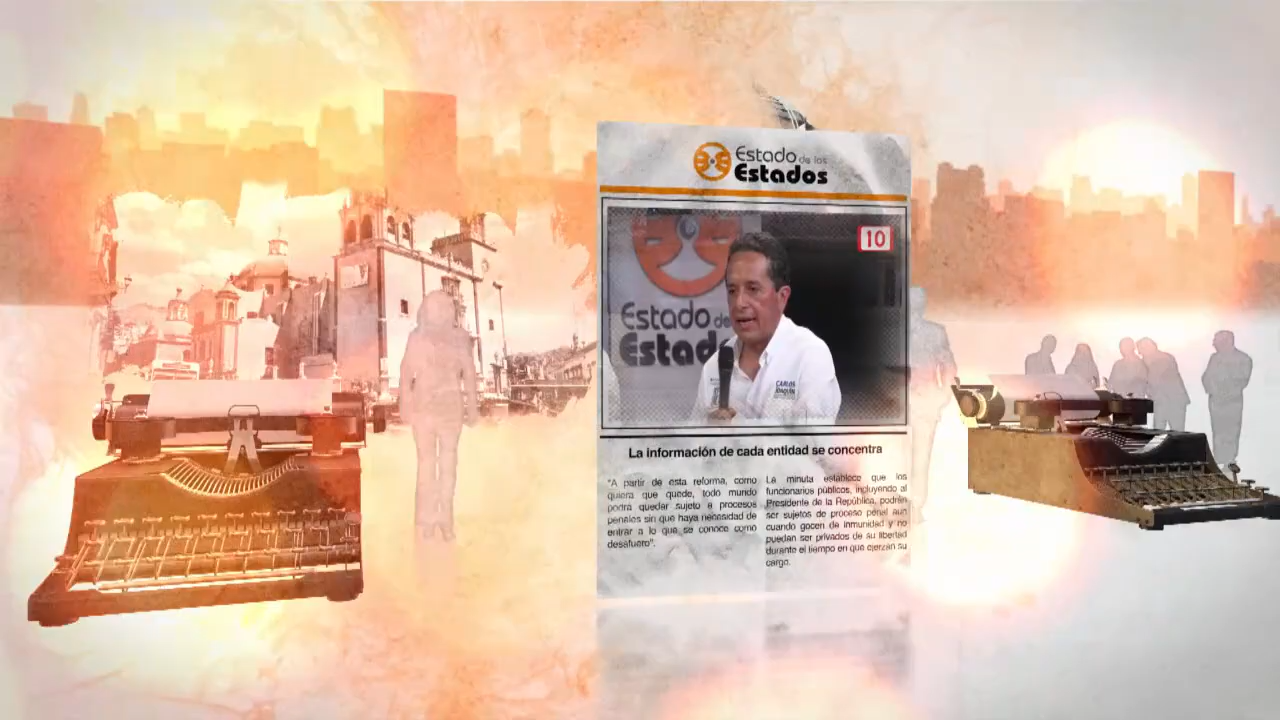 Estado de los
Estados
10
Estado de
Estad
CARLOS
JOAQUÍN
La información de cada entidad se concentra
"A partir de esta reforma, como
quiera que quede, todo mundo
podrá quedar sujeto a procesos
penales sin que haya necesidad de
entrar a lo que se conoce como
desafuero".
La minuta establece que los
funcionarios públicos, incluyendo al
Presidente de la República, podrán
ser sujetos de proceso penal aun
cuando gocen de inmunidad y no
puedan ser privados de su libertad
durante el tiempo en que ejerzan su
cargo.